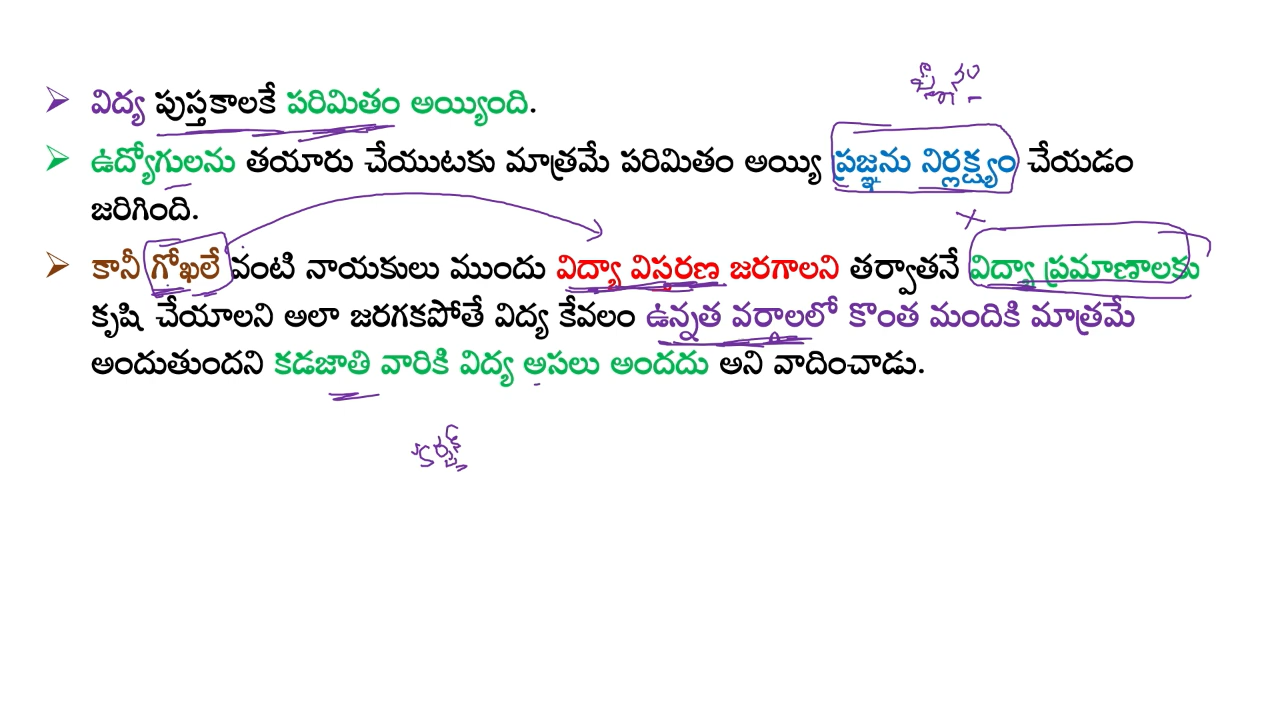 విద్య పుస్తకాలకే పరిమితం అయ్యింది.
ఉద్యోగులను తయారు చేయుటకు మాత్రమే పరిమితం అయ్యి ప్రజ్ఞను నిర్లక్ష్యం చేయడం
జరిగింది.
కానీ గోఖలే వంటి నాయకులు ముందు విద్యా విస్తరణ జరగాలని తర్వాతనే విద్యా ప్రమాణాలకు
కృషి చేయాలని అలా జరగకపోతే విద్య కేవలం ఉన్నత వర్గాలలో కొంత మందికి మాత్రమే
అందుతుందని కడజాతి వారికి విద్య అసలు అందదు అని వాదించాడు.